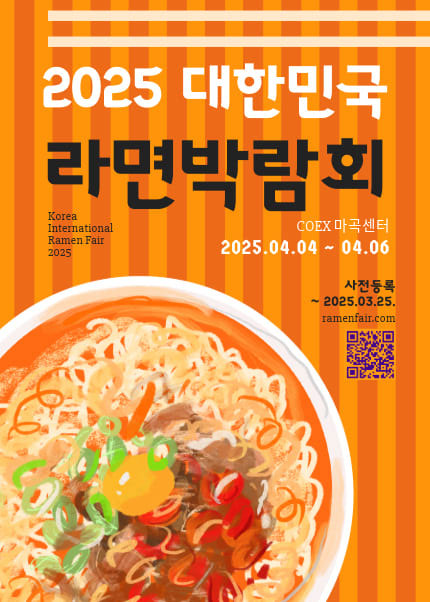 2025 대한민국
라면박람회
Korea
International
Ramen Fair
2025
COEX 마곡센터
2025.04.04 ~ 04.06
사전등록
~ 2025.03.25.
ramenfair.com